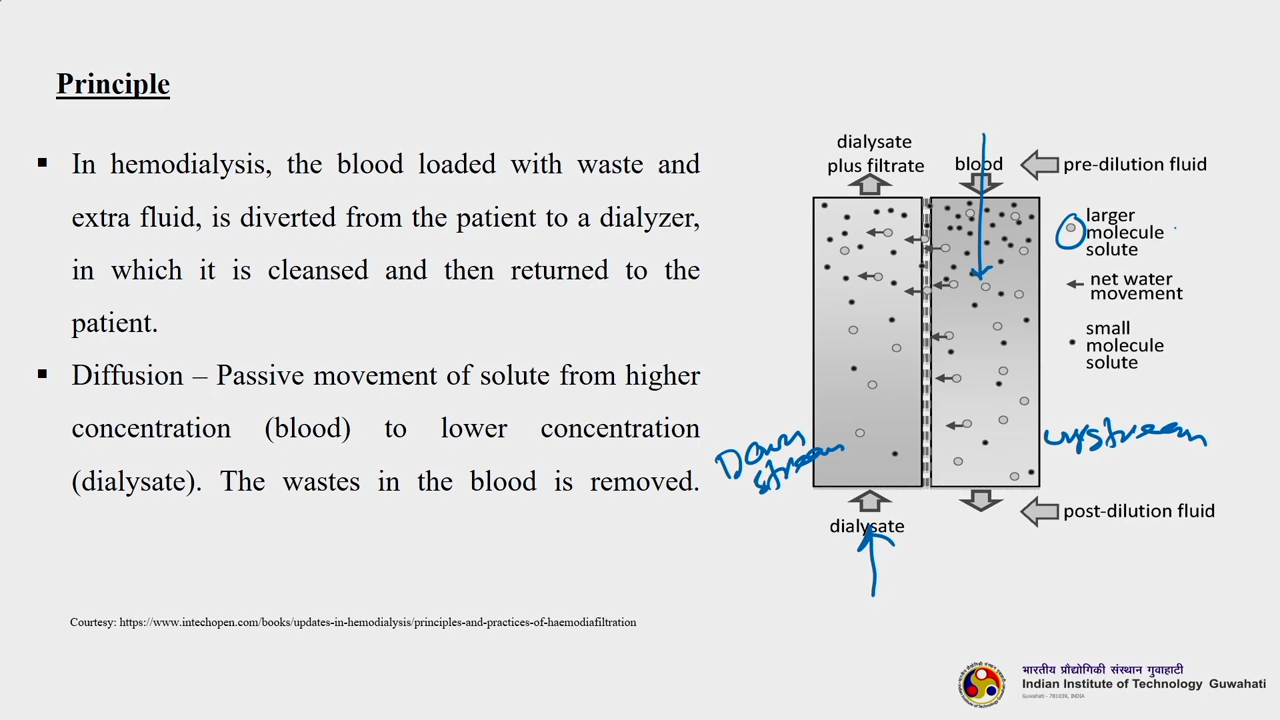 Principle
▪ In hemodialysis, the blood loaded with waste and
extra fluid, is diverted from the patient to a dialyzer,
in which it is cleansed and then returned to the
patient.
▪ Diffusion – Passive movement of solute from higher
concentration (blood) to lower concentration
(dialysate). The wastes in the blood is removed.
dialysate
plus filtrate
blood
pre-dilution fluid
larger
molecule
solute
net water
movement
small
molecule
solute
Down
stream
upstream
dialysate
post-dilution fluid
Courtesy: https://www.intechopen.com/books/updates-in-hemodialysis/principles-and-practices-of-haemodiafiltration
भारतीय प्रौद्योगिकी संस्थान गुवाहाटी
Indian Institute of Technology Guwahati
Guwahati - 781039, INDIA